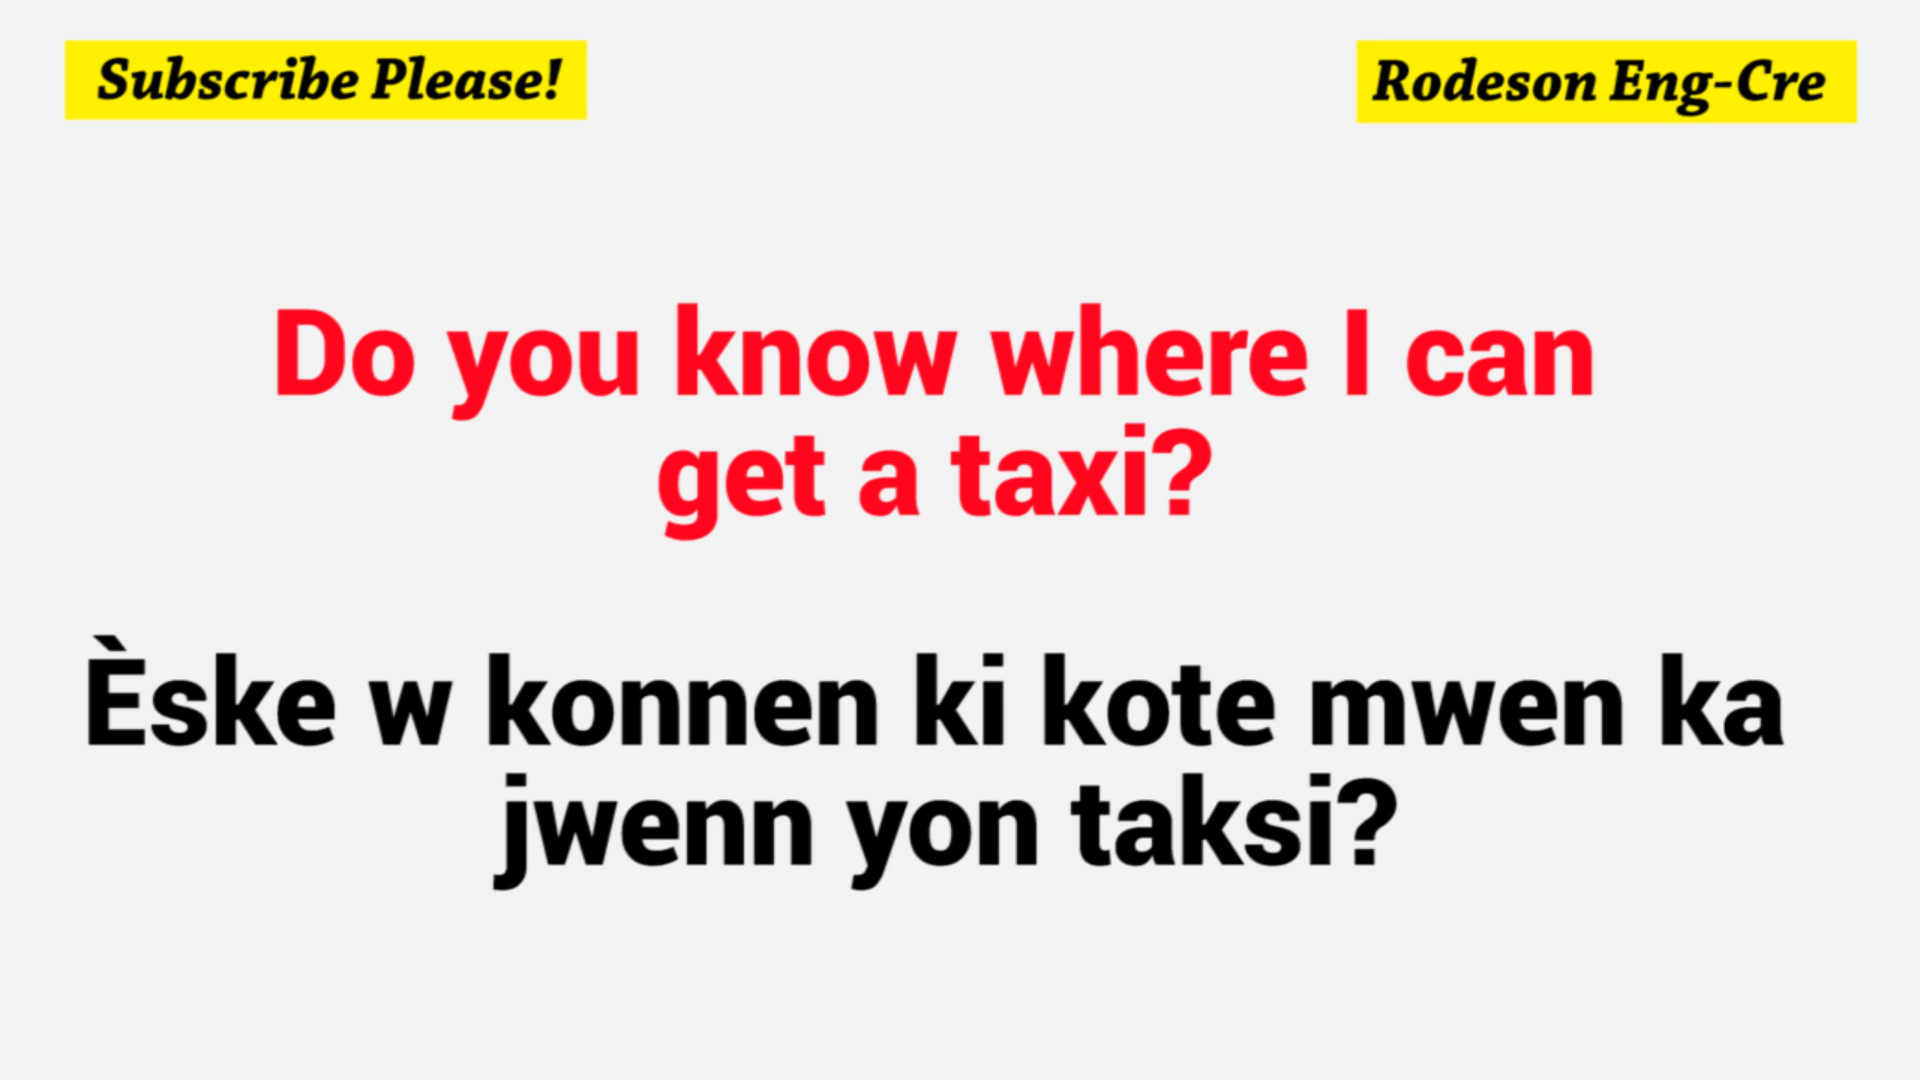 Subscribe Please!
Rodeson Eng-Cre
Do you know where I can
get a taxi?
Èske w konnen ki kote mwen ka
jwenn yon taksi?